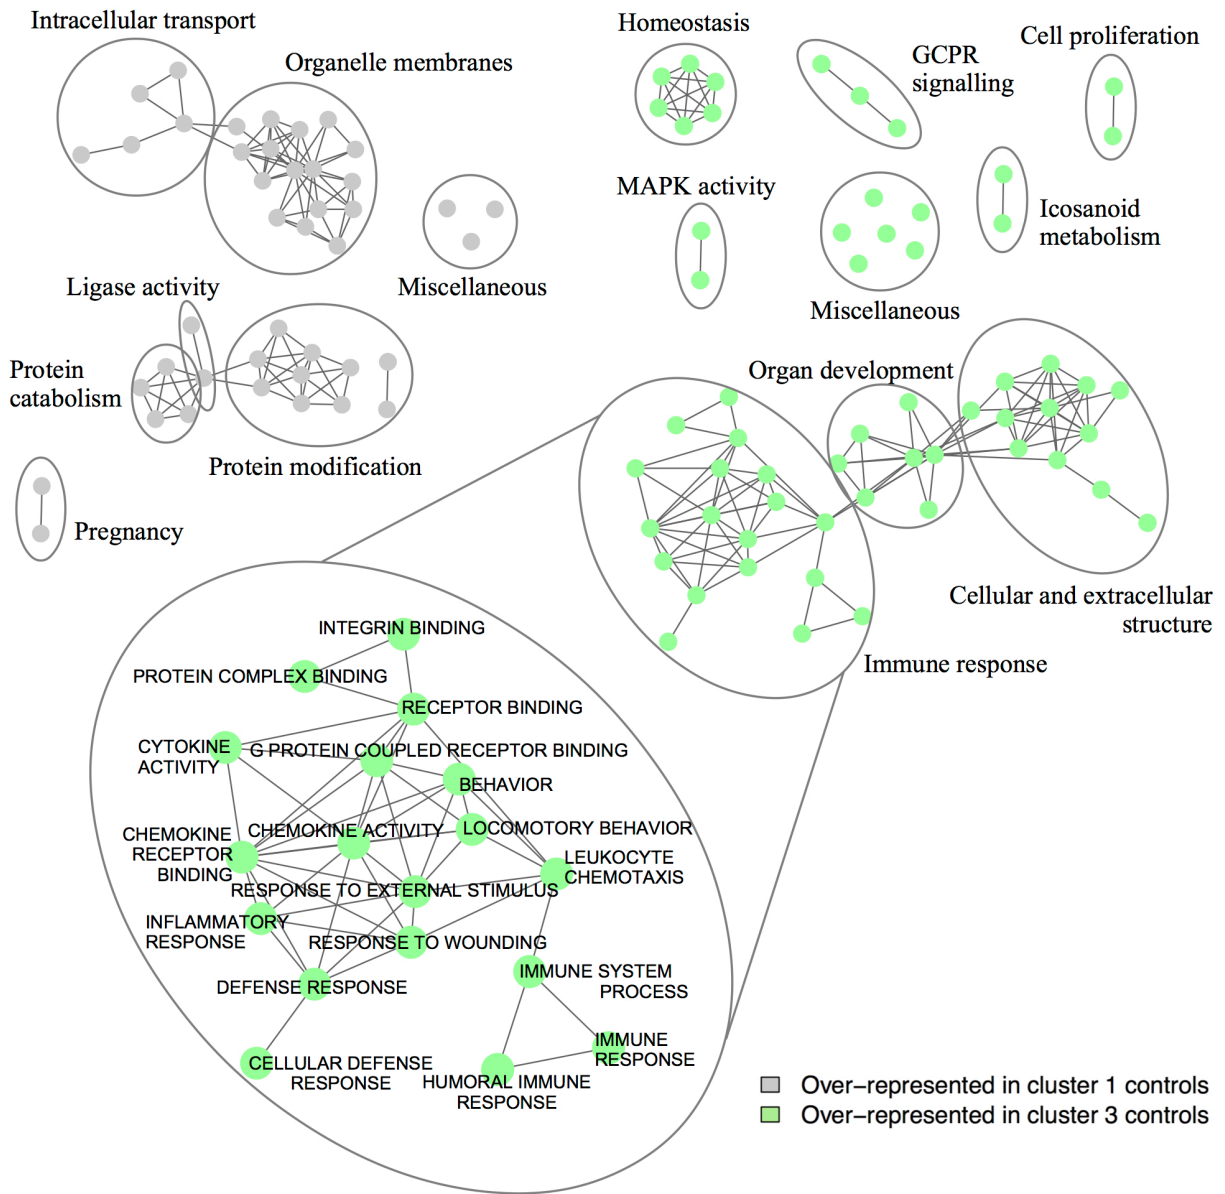 Intracellular transport
Organelle membranes
Homeostasis
GCPR
signalling
Cell proliferation
MAPK activity
Icosanoid
metabolism
Miscellaneous
Miscellaneous
Ligase activity
Protein
catabolism
Protein modification
Pregnancy
Organ development
Cellular and extracellular
structure
Immune response
INTEGRIN BINDING
PROTEIN COMPLEX BINDING
RECEPTOR BINDING
CYTOKINE
ACTIVITY
G PROTEIN COUPLED RECEPTOR BINDING
BEHAVIOR
CHEMOKINE
RECEPTOR
BINDING
CHEMOKINE ACTIVITY
LOCOMOTORY BEHAVIOR
LEUKOCYTE
CHEMOTAXIS
RESPONSE TO EXTERNAL STIMULUS
INFLAMMATORY
RESPONSE
RESPONSE TO WOUNDING
DEFENSE RESPONSE
IMMUNE SYSTEM
PROCESS
IMMUNE
RESPONSE
CELLULAR DEFENSE
RESPONSE
HUMORAL IMMUNE
RESPONSE
Over−represented in cluster 1 controls
Over−represented in cluster 3 controls